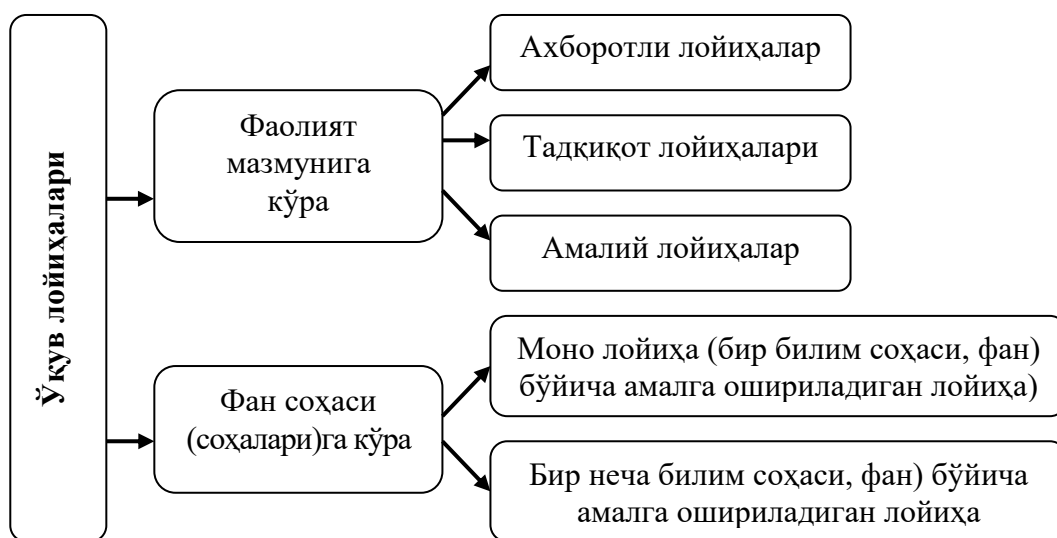 Ўқув лойиҳалари
Фаолият
мазмунига
кўра
Ахборотли лойиҳалар
Тадқиқот лойиҳалари
Амалий лойиҳалар
Фан соҳаси
(соҳалари)га кўра
Моно лойиҳа (бир билим соҳаси, фан)
бўйича амалга ошириладиган лойиҳа)
Бир неча билим соҳаси, фан) бўйича
амалга ошириладиган лойиҳа